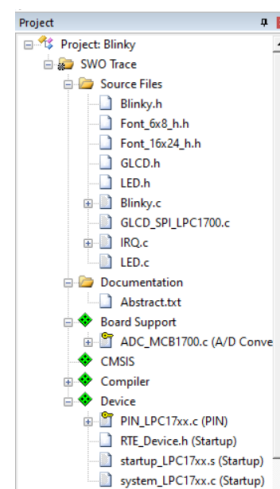 Project
Project: Blinky
SWO Trace
Source Files
Blinky.h
Font_6x8_h.h
Font_16x24_h.h
GLCD.h
LED.h
Blinky.c
GLCD_SPI_LPC1700.c
IRQ.c
LED.c
Documentation
Abstract.txt
Board Support
ADC_MCB1700.c (A/D Conve
CMSIS
Compiler
Device
PIN_LPC17xx.c (PIN)
RTE_Device.h (Startup)
startup_LPC17xx.s (Startup)
system_LPC17xx.c (Startup)